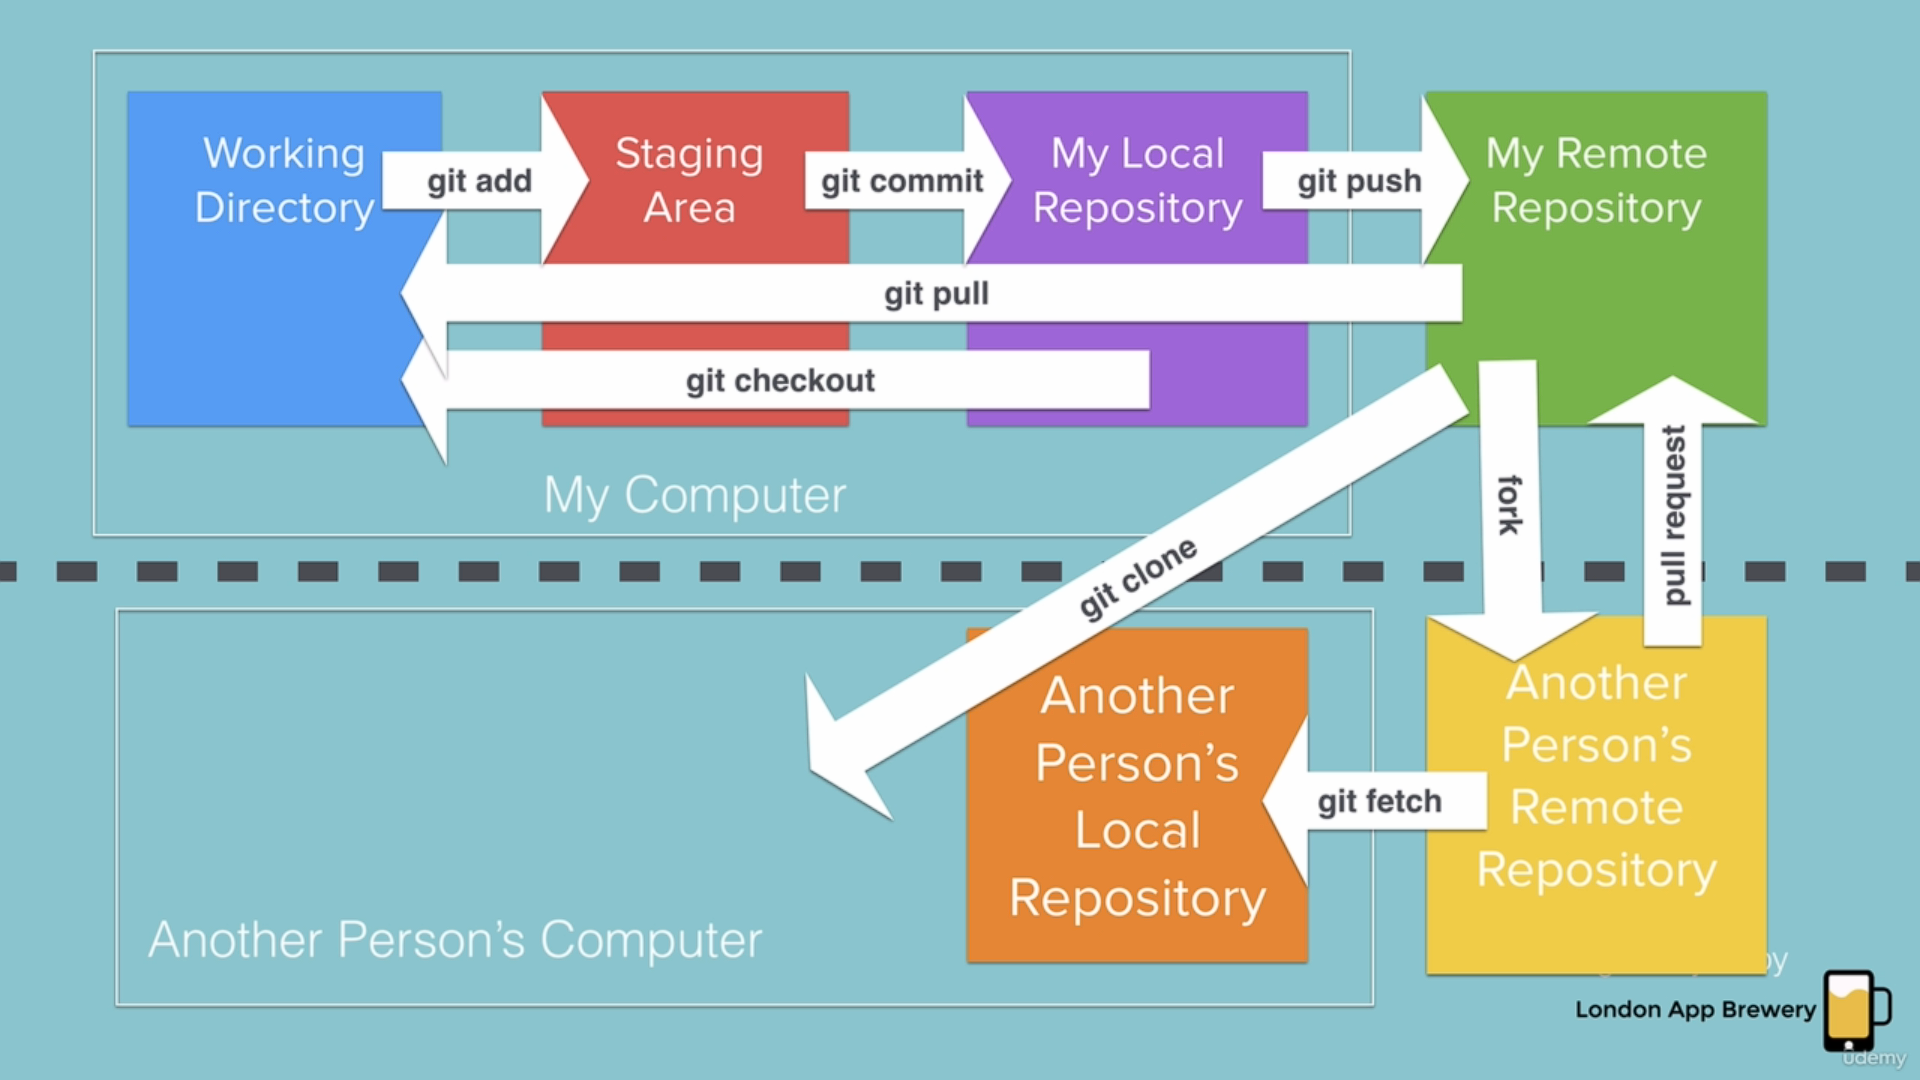 Working
Directory
git add
Staging
Area
git commit
My Local
Repository
git push
My Remote
Repository
git pull
git checkout
My Computer
git clone
fork
pull request
Another
Person’s
Local
Repository
git fetch
Another
Person’s
Remote
Repository
Another Person’s Computer
London App Brewery
ûdemy